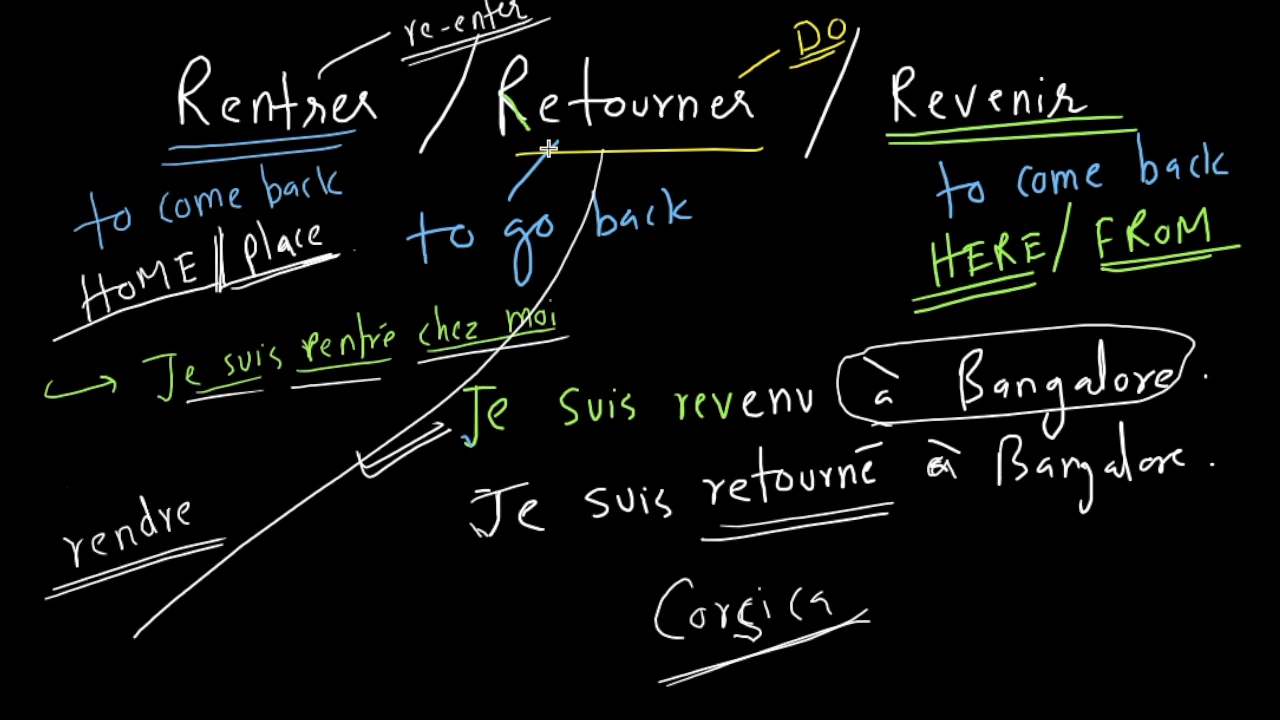 re-enter
DO
Rentrer / Retourner / Revenir
to come back
HOME/place
to go back
to come back
HERE/FROM
Je suis rentré chez moi
Je suis revenu à Bangalore.
Je suis retourné à Bangalore.
rendre
Corsica